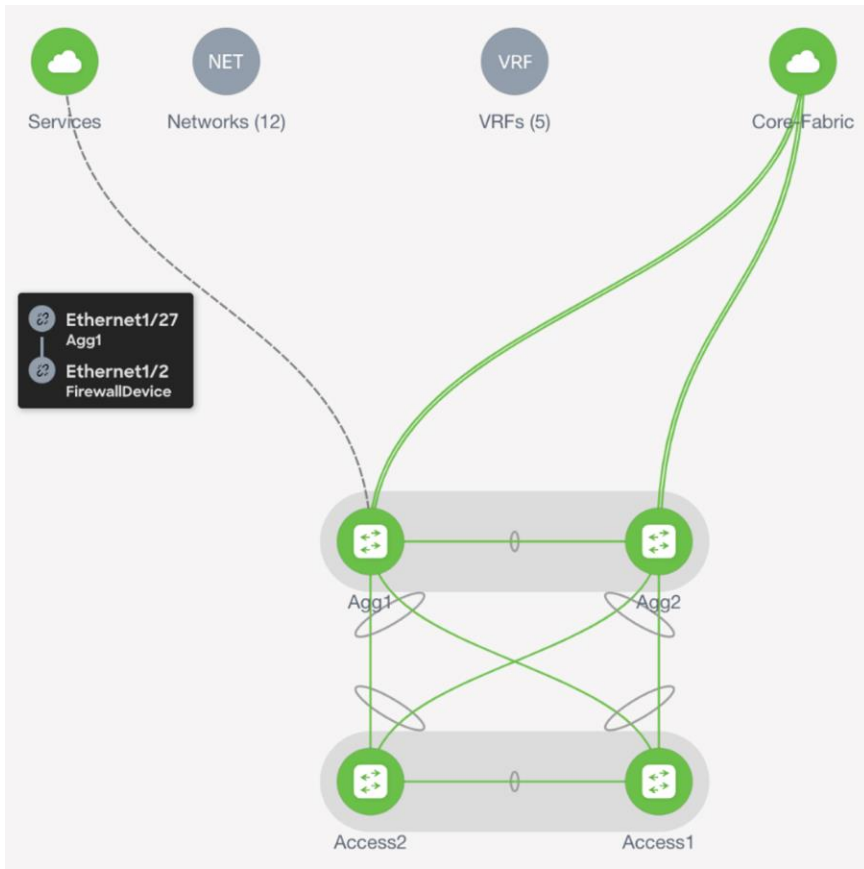 NET
VRF
Services
Networks (12)
VRFs (5)
Core-Fabric
Ethernet1/27
Agg1
Ethernet1/2
FirewallDevice
Agg1
Agg2
Access2
Access1